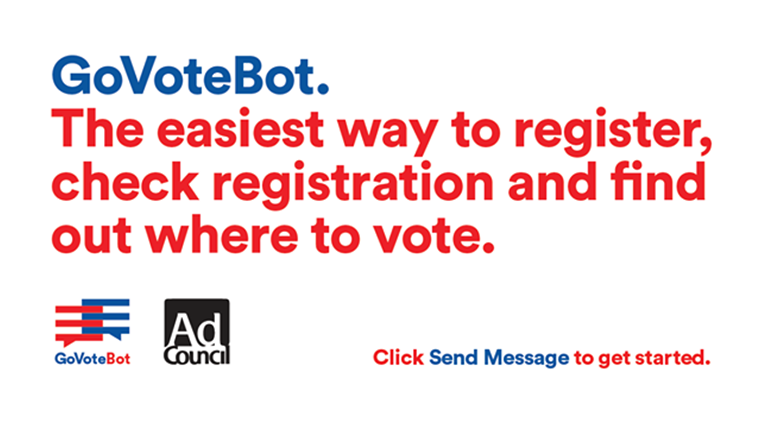 GoVoteBot.
The easiest way to register,
check registration and find
out where to vote.
GoVoteBot
Ad
Council
Click Send Message to get started.